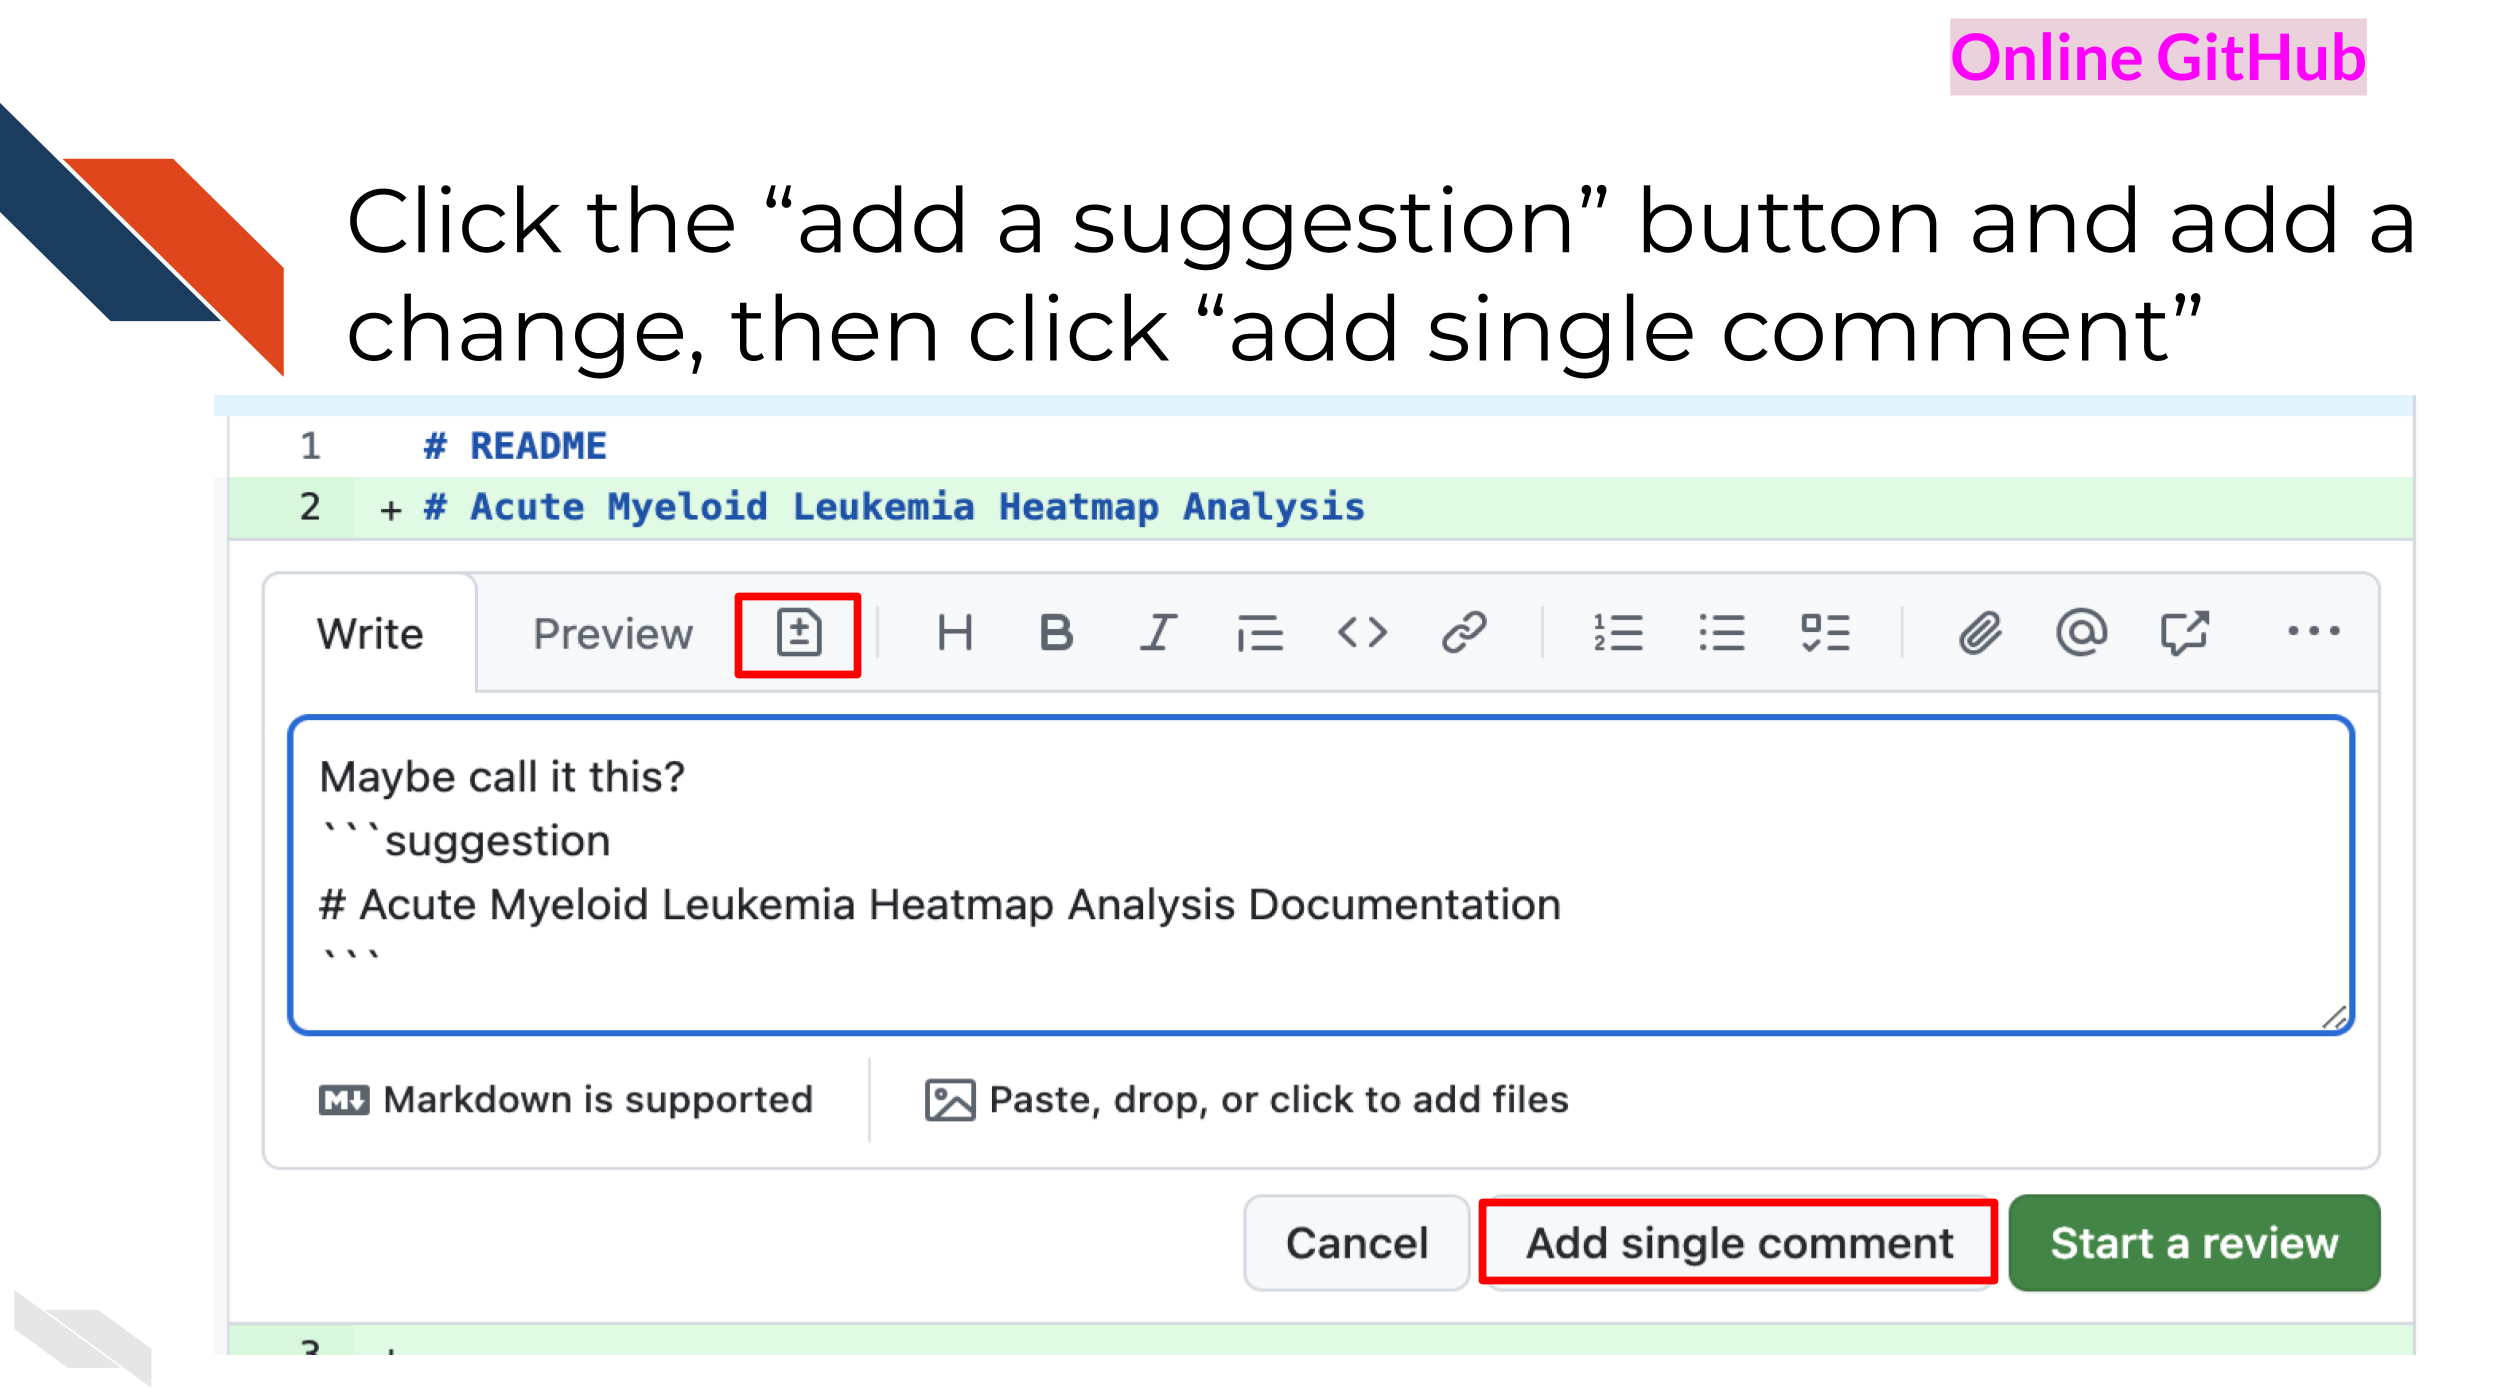 Online GitHub
Click the “add a suggestion” button and add a
change, then click “add single comment”
1 # README
2 + # Acute Myeloid Leukemia Heatmap Analysis
Write Preview
Maybe call it this?
```suggestion
# Acute Myeloid Leukemia Heatmap Analysis Documentation
```
Markdown is supported Paste, drop, or click to add files
Cancel Add single comment Start a review
3 +